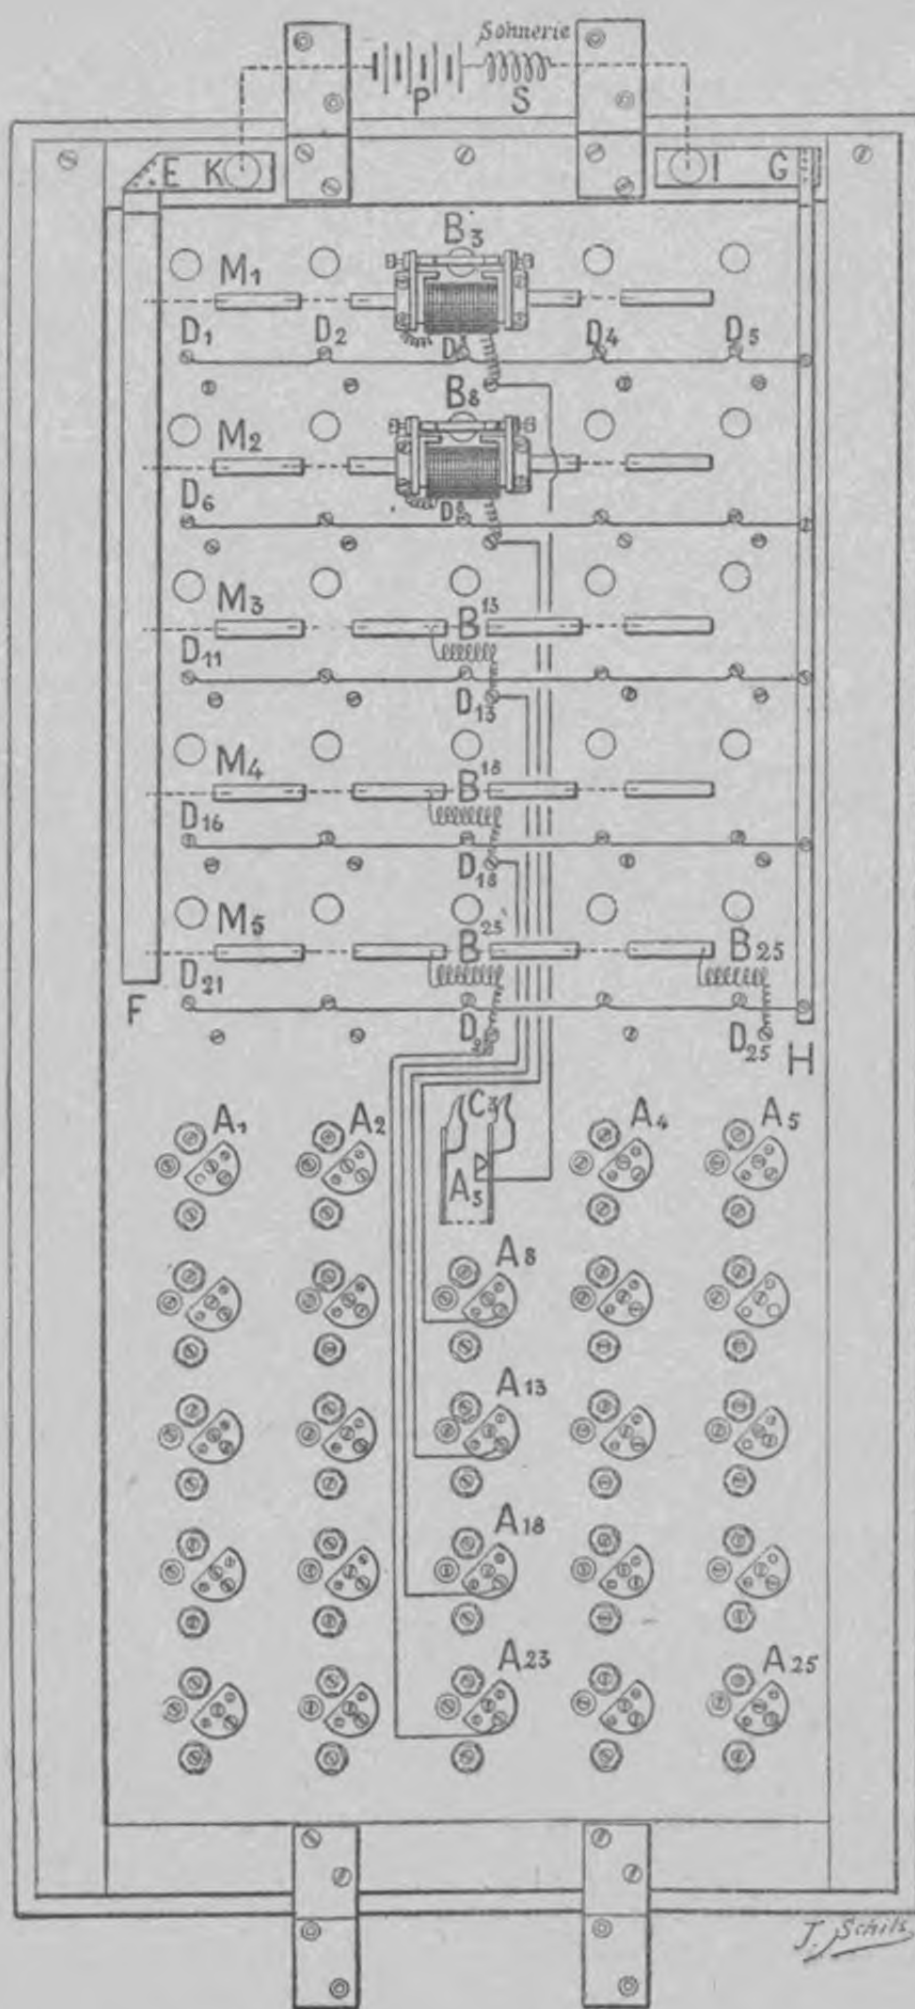 Sonnerie
P S
E K I G
B3
M1
D1 D2 D D4 D5
B8
M2
D6 D
M3 B13
D11
D13
M4 B18
D16
D18
M5 B23 B25
D21
F D D25 H
A1 A2 C3 A4 A5
A3
A8
A13
A18
A23 A25
J. Schils